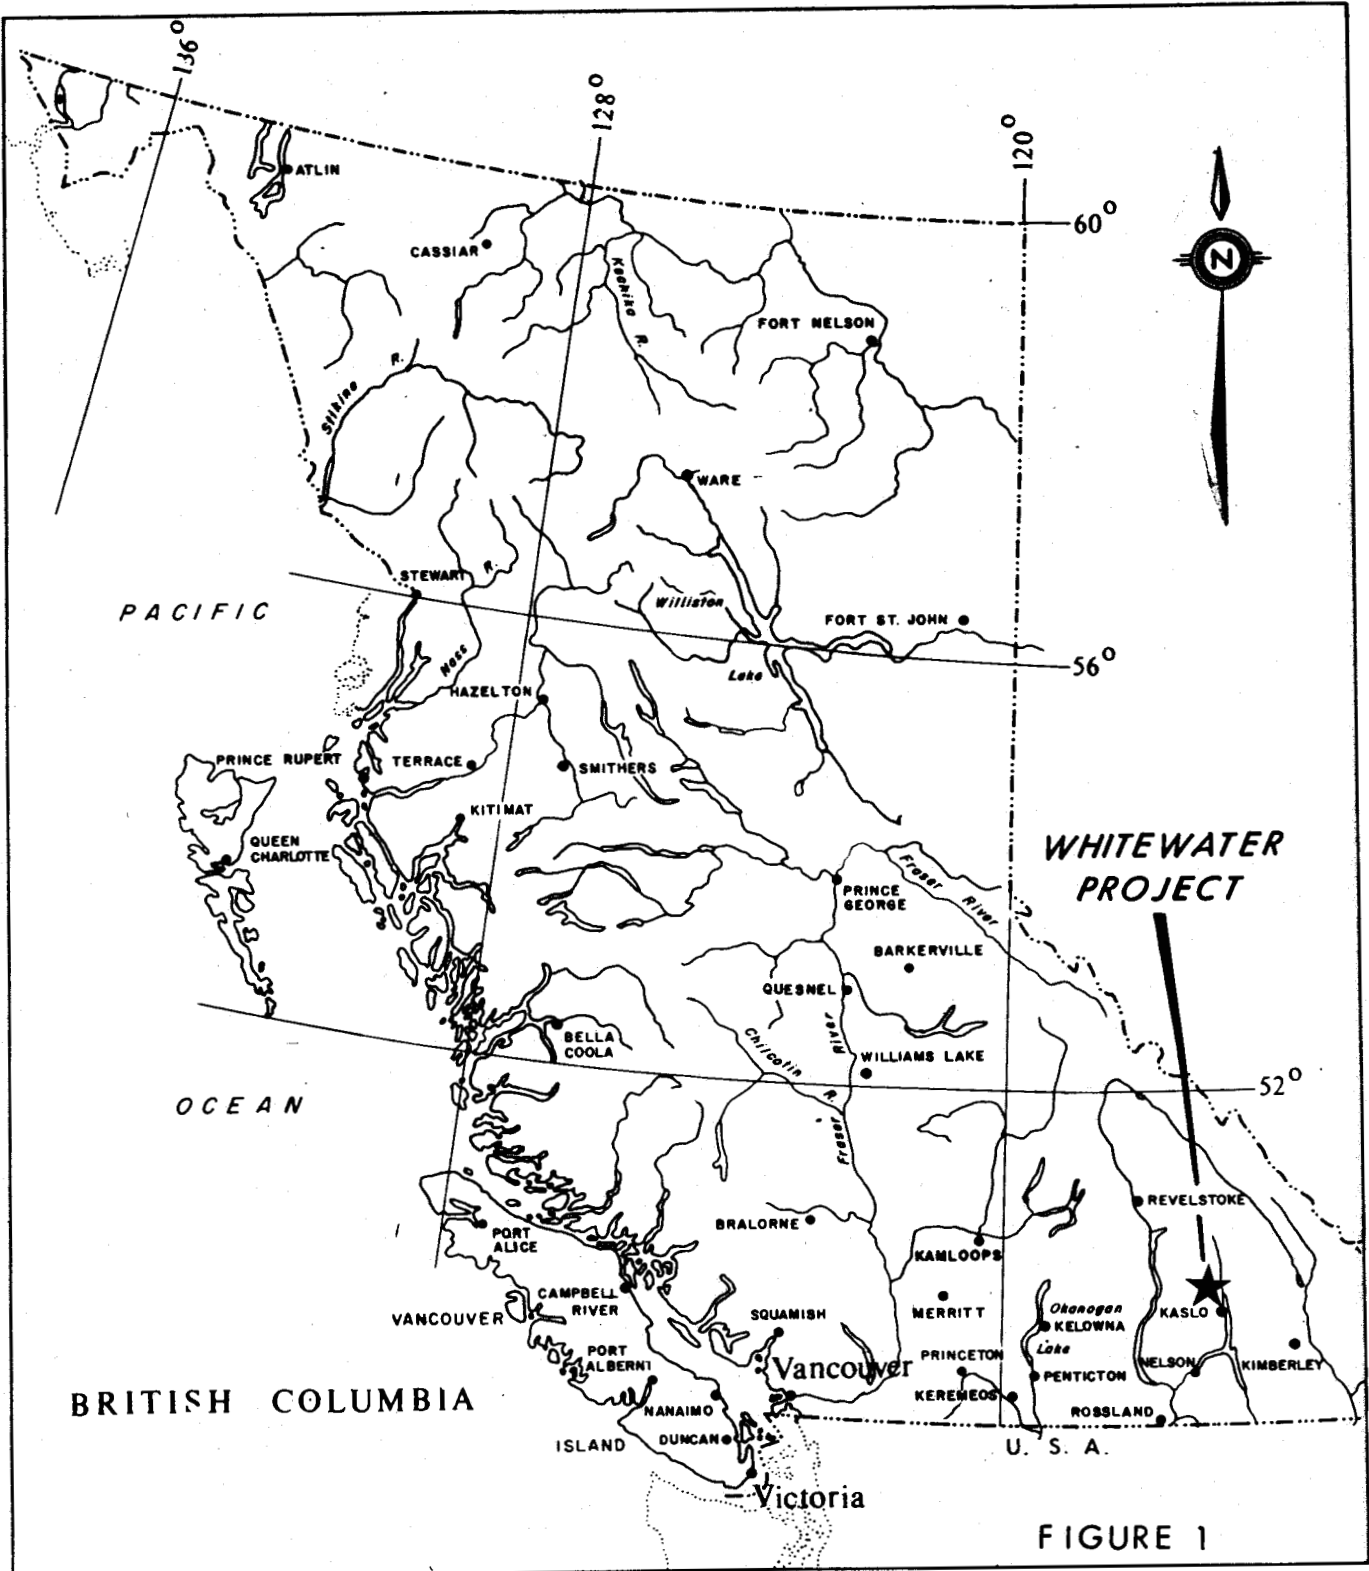 136°
128°
120°
ATLIN
60°
CASSIAR
N
Kechika R.
FORT NELSON
Stikine R.
WARE
STEWART
R.
PACIFIC
Williston
FORT ST. JOHN
Nass
56°
Lake
HAZELTON
PRINCE RUPERT
TERRACE
SMITHERS
KITIMAT
QUEEN
CHARLOTTE
WHITEWATER
PROJECT
Fraser River
PRINCE
GEORGE
BARKERVILLE
QUESNEL
River
BELLA
COOLA
Chilcotin R.
WILLIAMS LAKE
52°
OCEAN
Fraser
REVELSTOKE
BRALORNE
PORT
ALICE
KAMLOOPS
CAMPBELL
RIVER
MERRITT
Okanagan
KASLO
VANCOUVER
SQUAMISH
KELOWNA
Lake
PORT
ALBERNI
Vancouver
PRINCETON
NELSON
KIMBERLEY
PENTICTON
BRITISH COLUMBIA
KEREMEOS
NANAIMO
ROSSLAND
ISLAND
DUNCAN
U. S. A.
Victoria
FIGURE 1